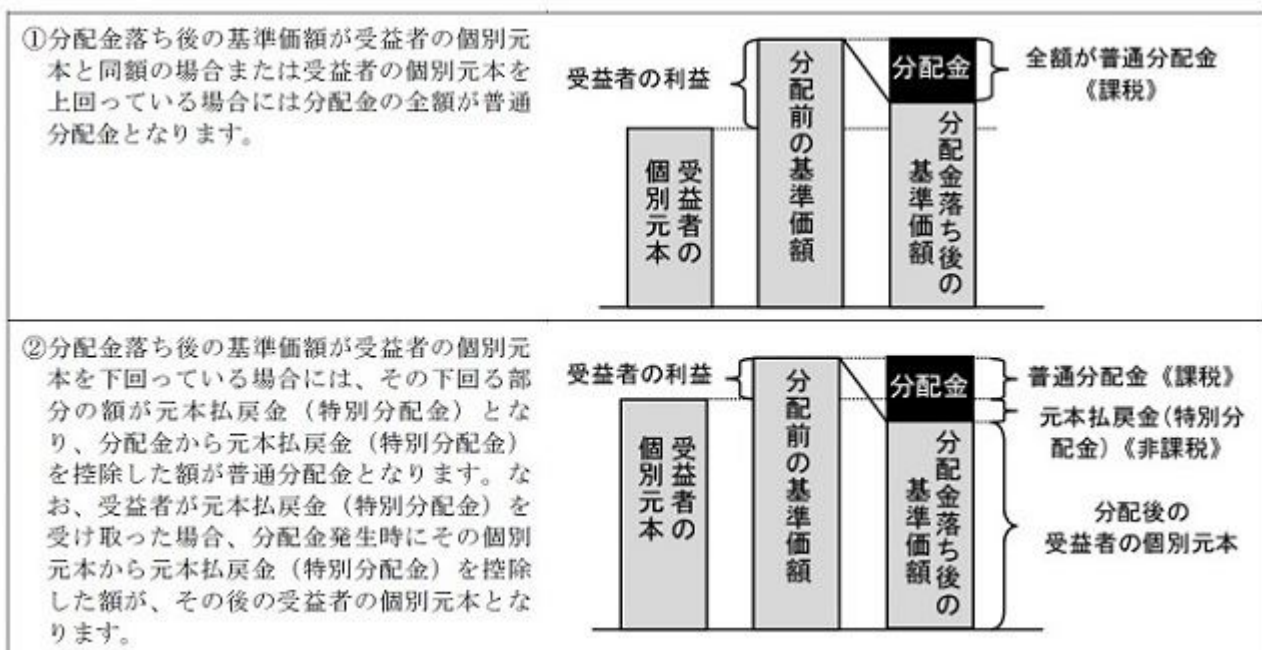 ①分配金落ち後の基準価額が受益者の個別元
本と同額の場合または受益者の個別元本を
上回っている場合には分配金の全額が普通
分配金となります。
受益者の利益
受益者の
個別元本
分配前の基準価額
分配金
分配金落ち後の
基準価額
全額が普通分配金
《課税》
②分配金落ち後の基準価額が受益者の個別元
本を下回っている場合には、その下回る部
分の額が元本払戻金（特別分配金）とな
り、分配金から元本払戻金（特別分配金）
を控除した額が普通分配金となります。な
お、受益者が元本払戻金（特別分配金）を
受け取った場合、分配金発生時にその個別
元本から元本払戻金（特別分配金）を控除
した額が、その後の受益者の個別元本とな
ります。
受益者の利益
受益者の
個別元本
分配前の基準価額
分配金
分配金落ち後の
基準価額
普通分配金《課税》
元本払戻金(特別分
配金)《非課税》
分配後の
受益者の個別元本